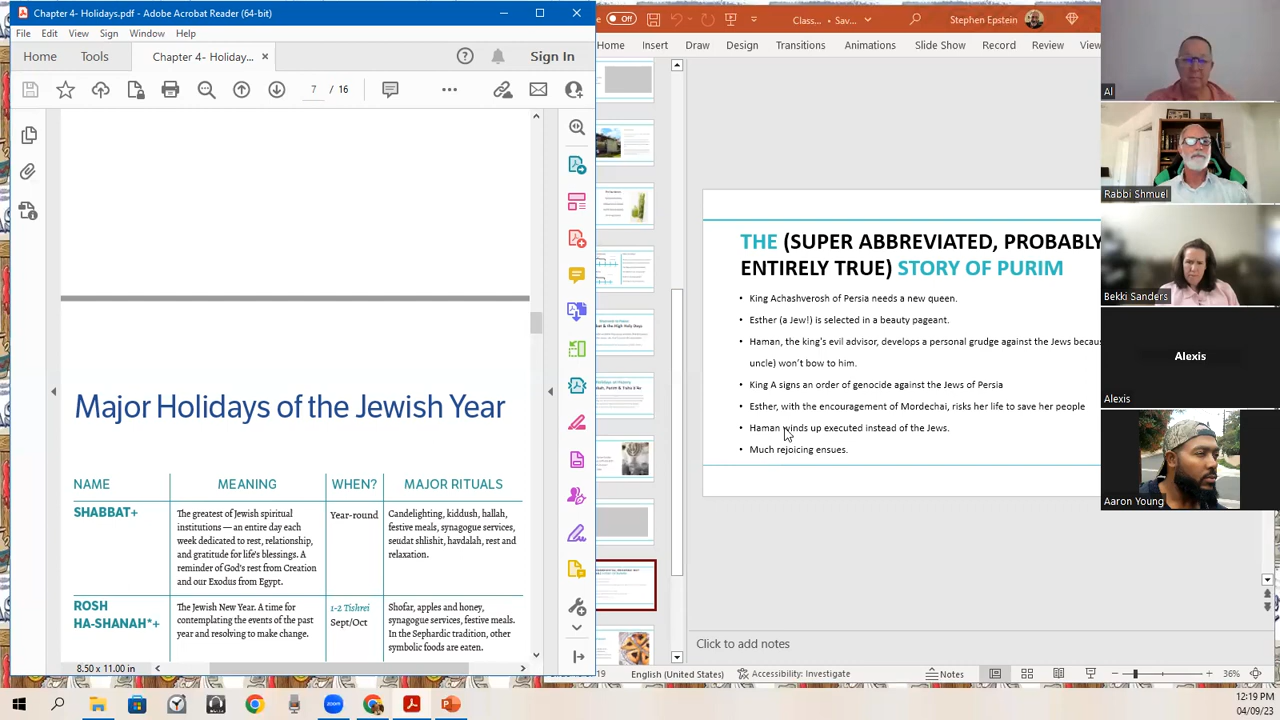 Chapter 4- Holidays.pdf - Adobe Acrobat Reader (64-bit)
File Edit View Sign Window Help
Home Tools Chapter 4- Holiday... Sign In
7 / 16
Major Holidays of the Jewish Year
NAME MEANING WHEN? MAJOR RITUALS
SHABBAT+
The greatest of Jewish spiritual
institutions — an entire day each
week dedicated to rest, relationship,
and gratitude for life's blessings. A
reminder of God's rest from Creation
and our Exodus from Egypt.
Year-round
Candlelighting, kiddush, hallah,
festive meals, synagogue services,
seudat shlishit, havdalah, rest and
relaxation.
ROSH
HA-SHANAH*+
The Jewish New Year. A time for
contemplating the events of the past
year and resolving to make change.
1-2 Tishrei
Sept/Oct
Shofar, apples and honey,
synagogue services, festive meals.
In the Sephardic tradition, other
symbolic foods are eaten.
8.50 x 11.00 in
Off Class... • Sav... Stephen Epstein
Home Insert Draw Design Transitions Animations Slide Show Record Review View
THE (SUPER ABBREVIATED, PROBABLY
ENTIRELY TRUE) STORY OF PURIM
• King Achashverosh of Persia needs a new queen.
• Esther (a Jew!) is selected in a beauty pageant.
• Haman, the king's evil advisor, develops a personal grudge against the Jews becau
uncle) won't bow to him.
• King A signs an order of genocide against the Jews of Persia
• Esther, with the encouragement of Mordechai, risks her life to save her people
• Haman winds up executed instead of the Jews.
• Much rejoicing ensues.
Click to add notes
English (United States) Accessibility: Investigate Notes 36%
Al
Rabbi Shmuel
Bekki Sanders
Alexis
Alexis
Aaron Young
zoom
12:19 PM
04/09/23